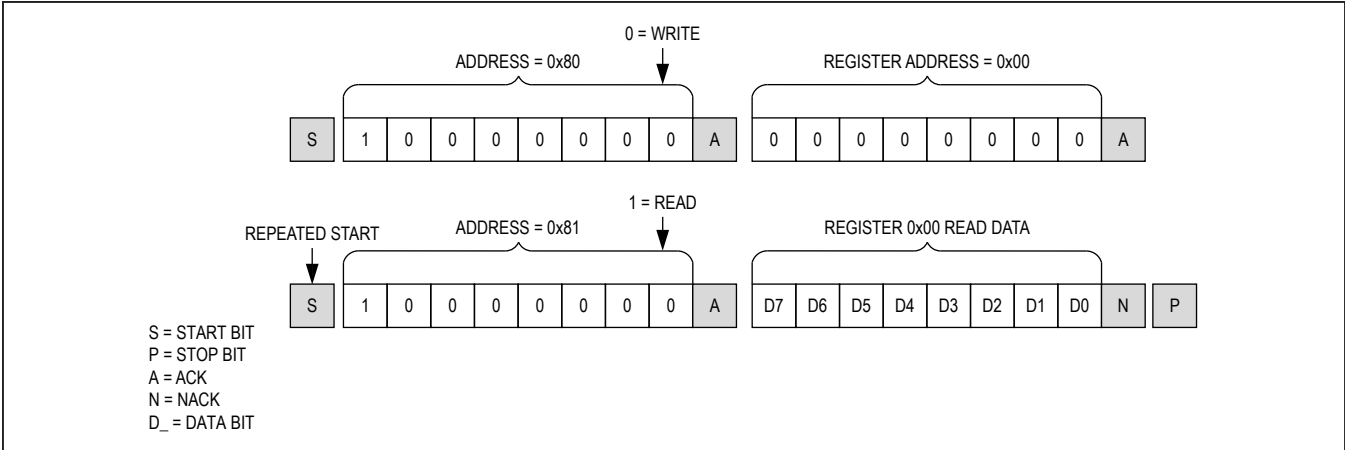 0 = WRITE
ADDRESS = 0x80 REGISTER ADDRESS = 0x00
S 1 0 0 0 0 0 0 0 A 0 0 0 0 0 0 0 0 A
1 = READ
REPEATED START ADDRESS = 0x81 REGISTER 0x00 READ DATA
S 1 0 0 0 0 0 0 0 A D7 D6 D5 D4 D3 D2 D1 D0 N P
S = START BIT
P = STOP BIT
A = ACK
N = NACK
D_ = DATA BIT